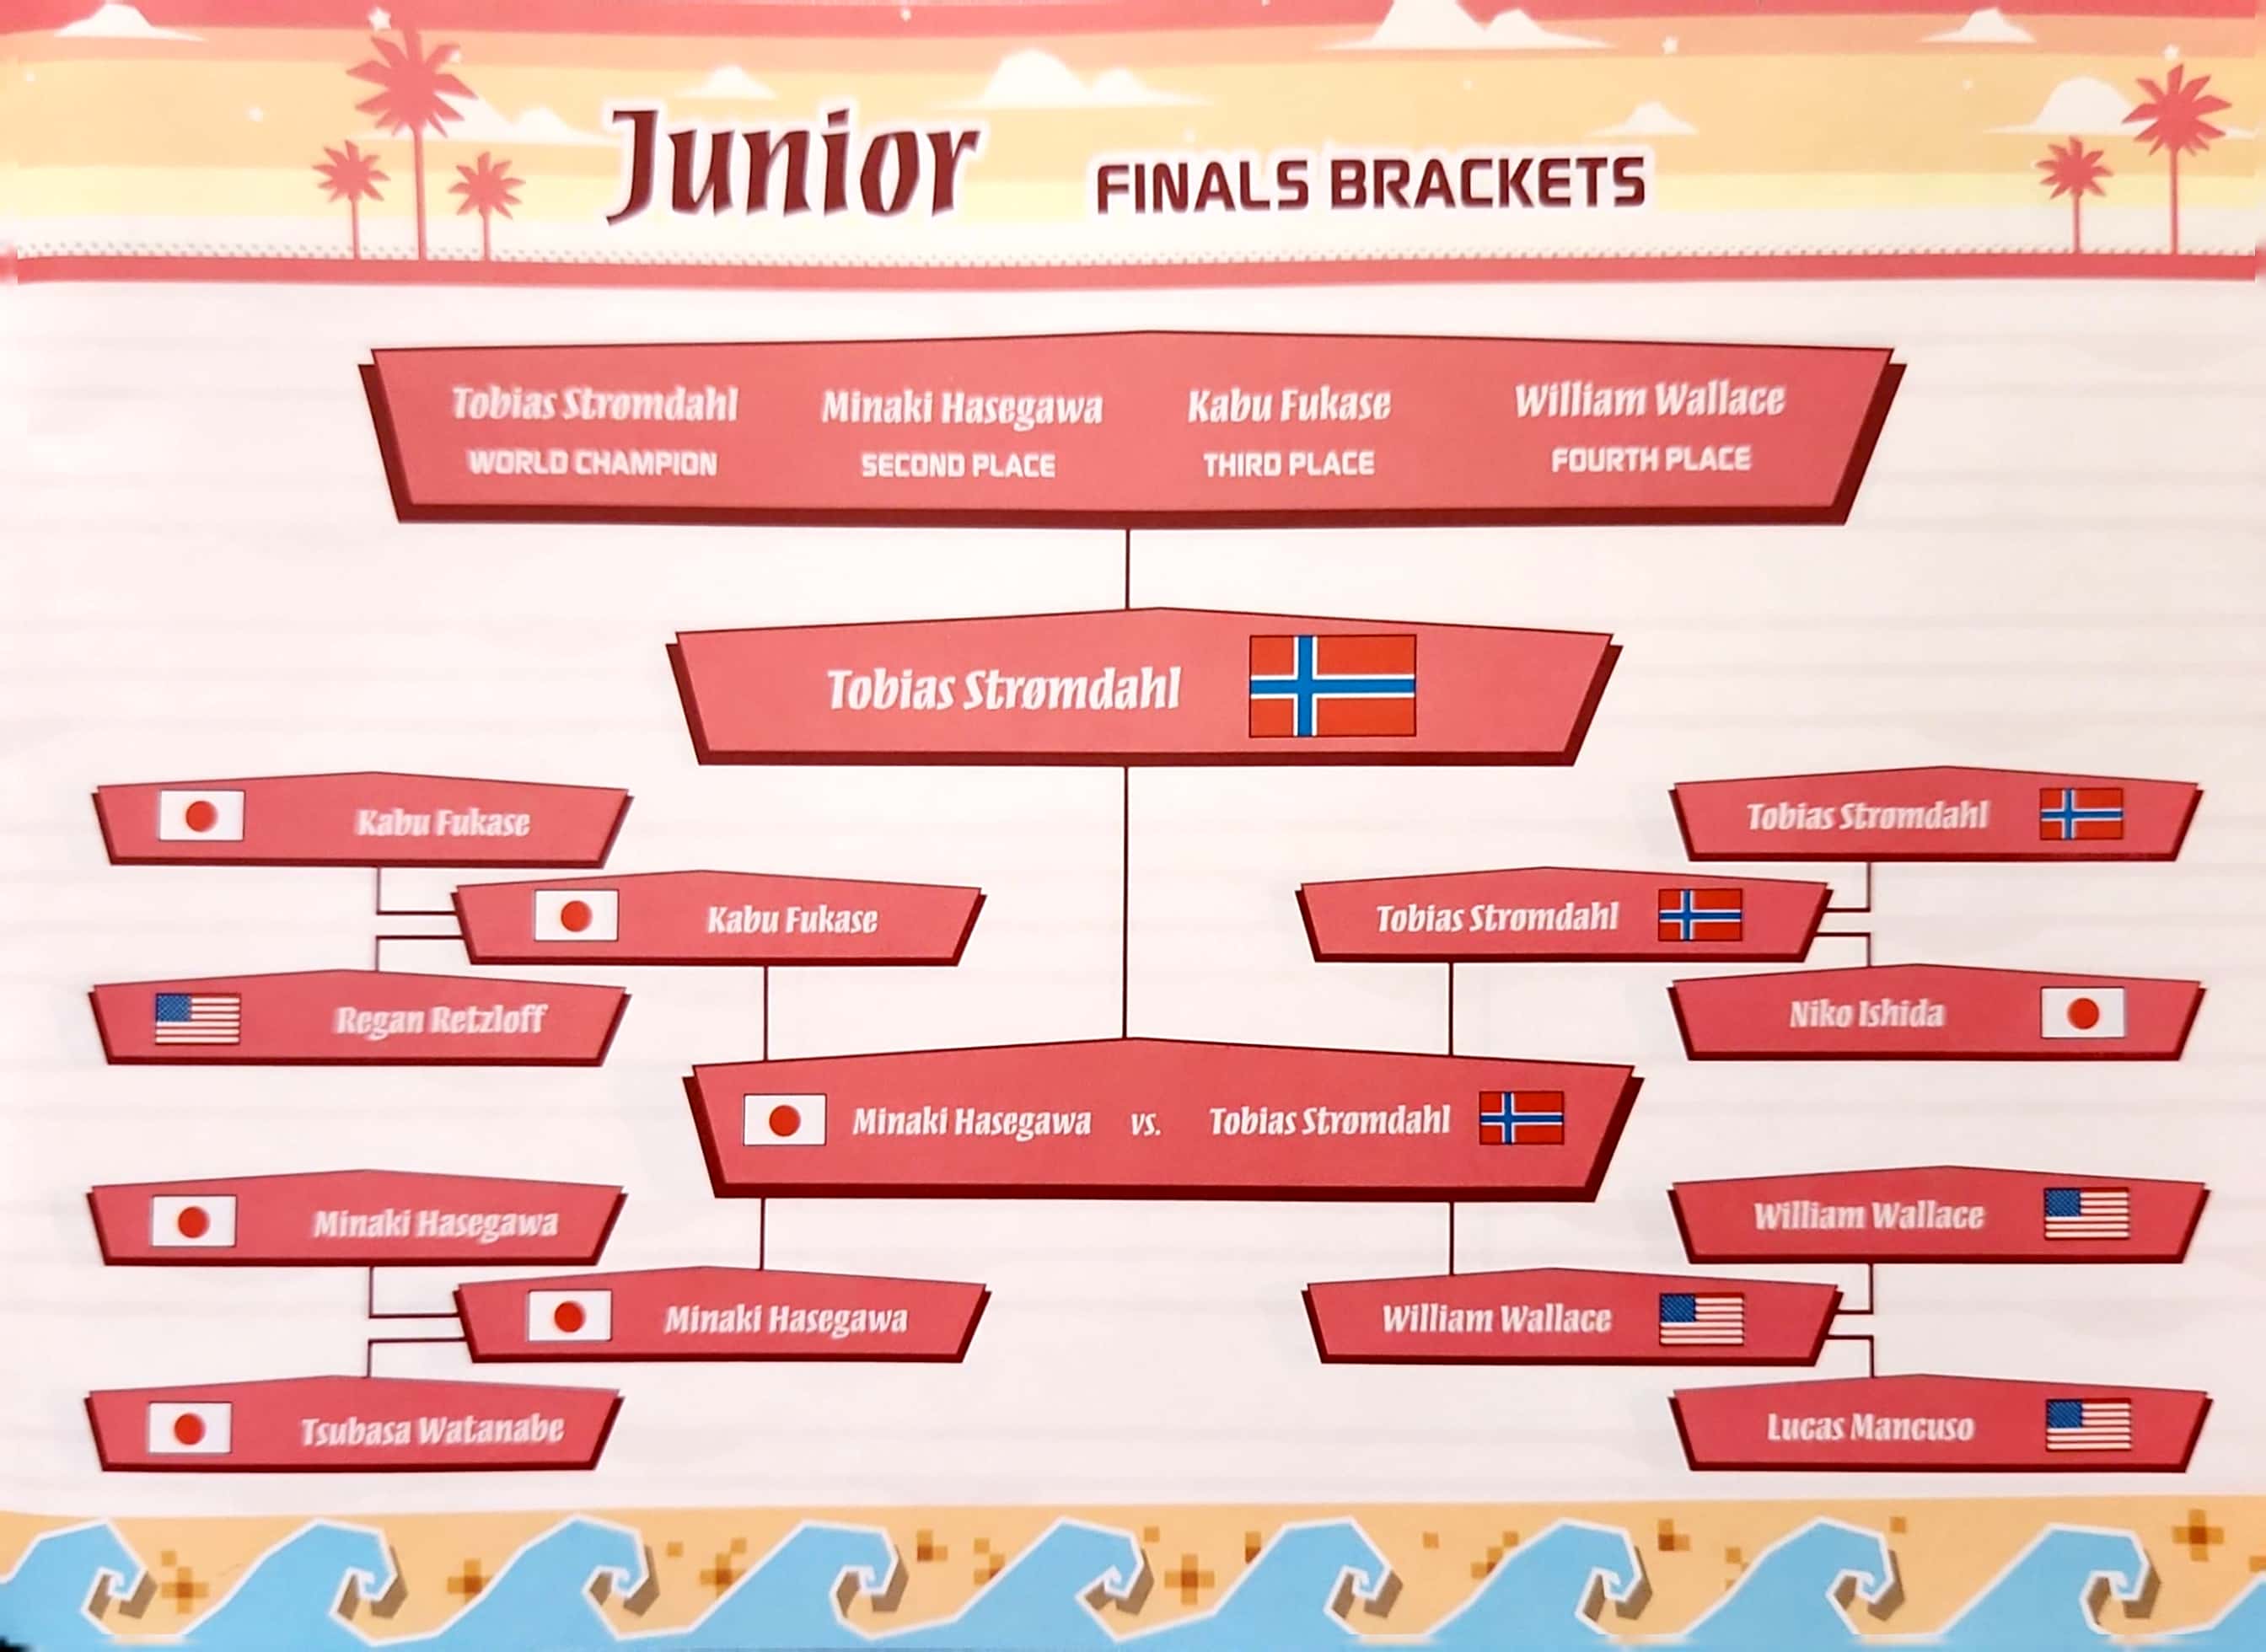 Junior FINALS BRACKETS
Tobias Strømdahl Minaki Hasegawa Kabu Fukase William Wallace
WORLD CHAMPION SECOND PLACE THIRD PLACE FOURTH PLACE
Tobias Strømdahl
Kabu Fukase
Tobias Strømdahl
Kabu Fukase
Tobias Strømdahl
Regan Retzloff
Niko Ishida
Minaki Hasegawa vs. Tobias Strømdahl
Minaki Hasegawa
William Wallace
Minaki Hasegawa
William Wallace
Tsubasa Watanabe
Lucas Mancuso